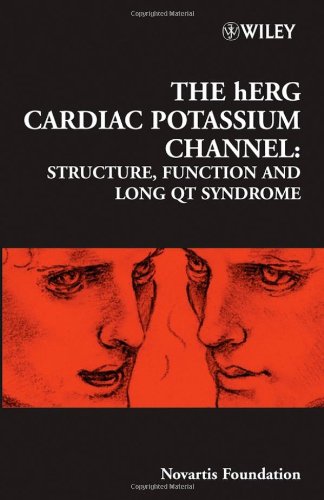 WILEY
THE hERG
CARDIAC POTASSIUM
CHANNEL:
STRUCTURE, FUNCTION AND
LONG QT SYNDROME
Novartis Foundation